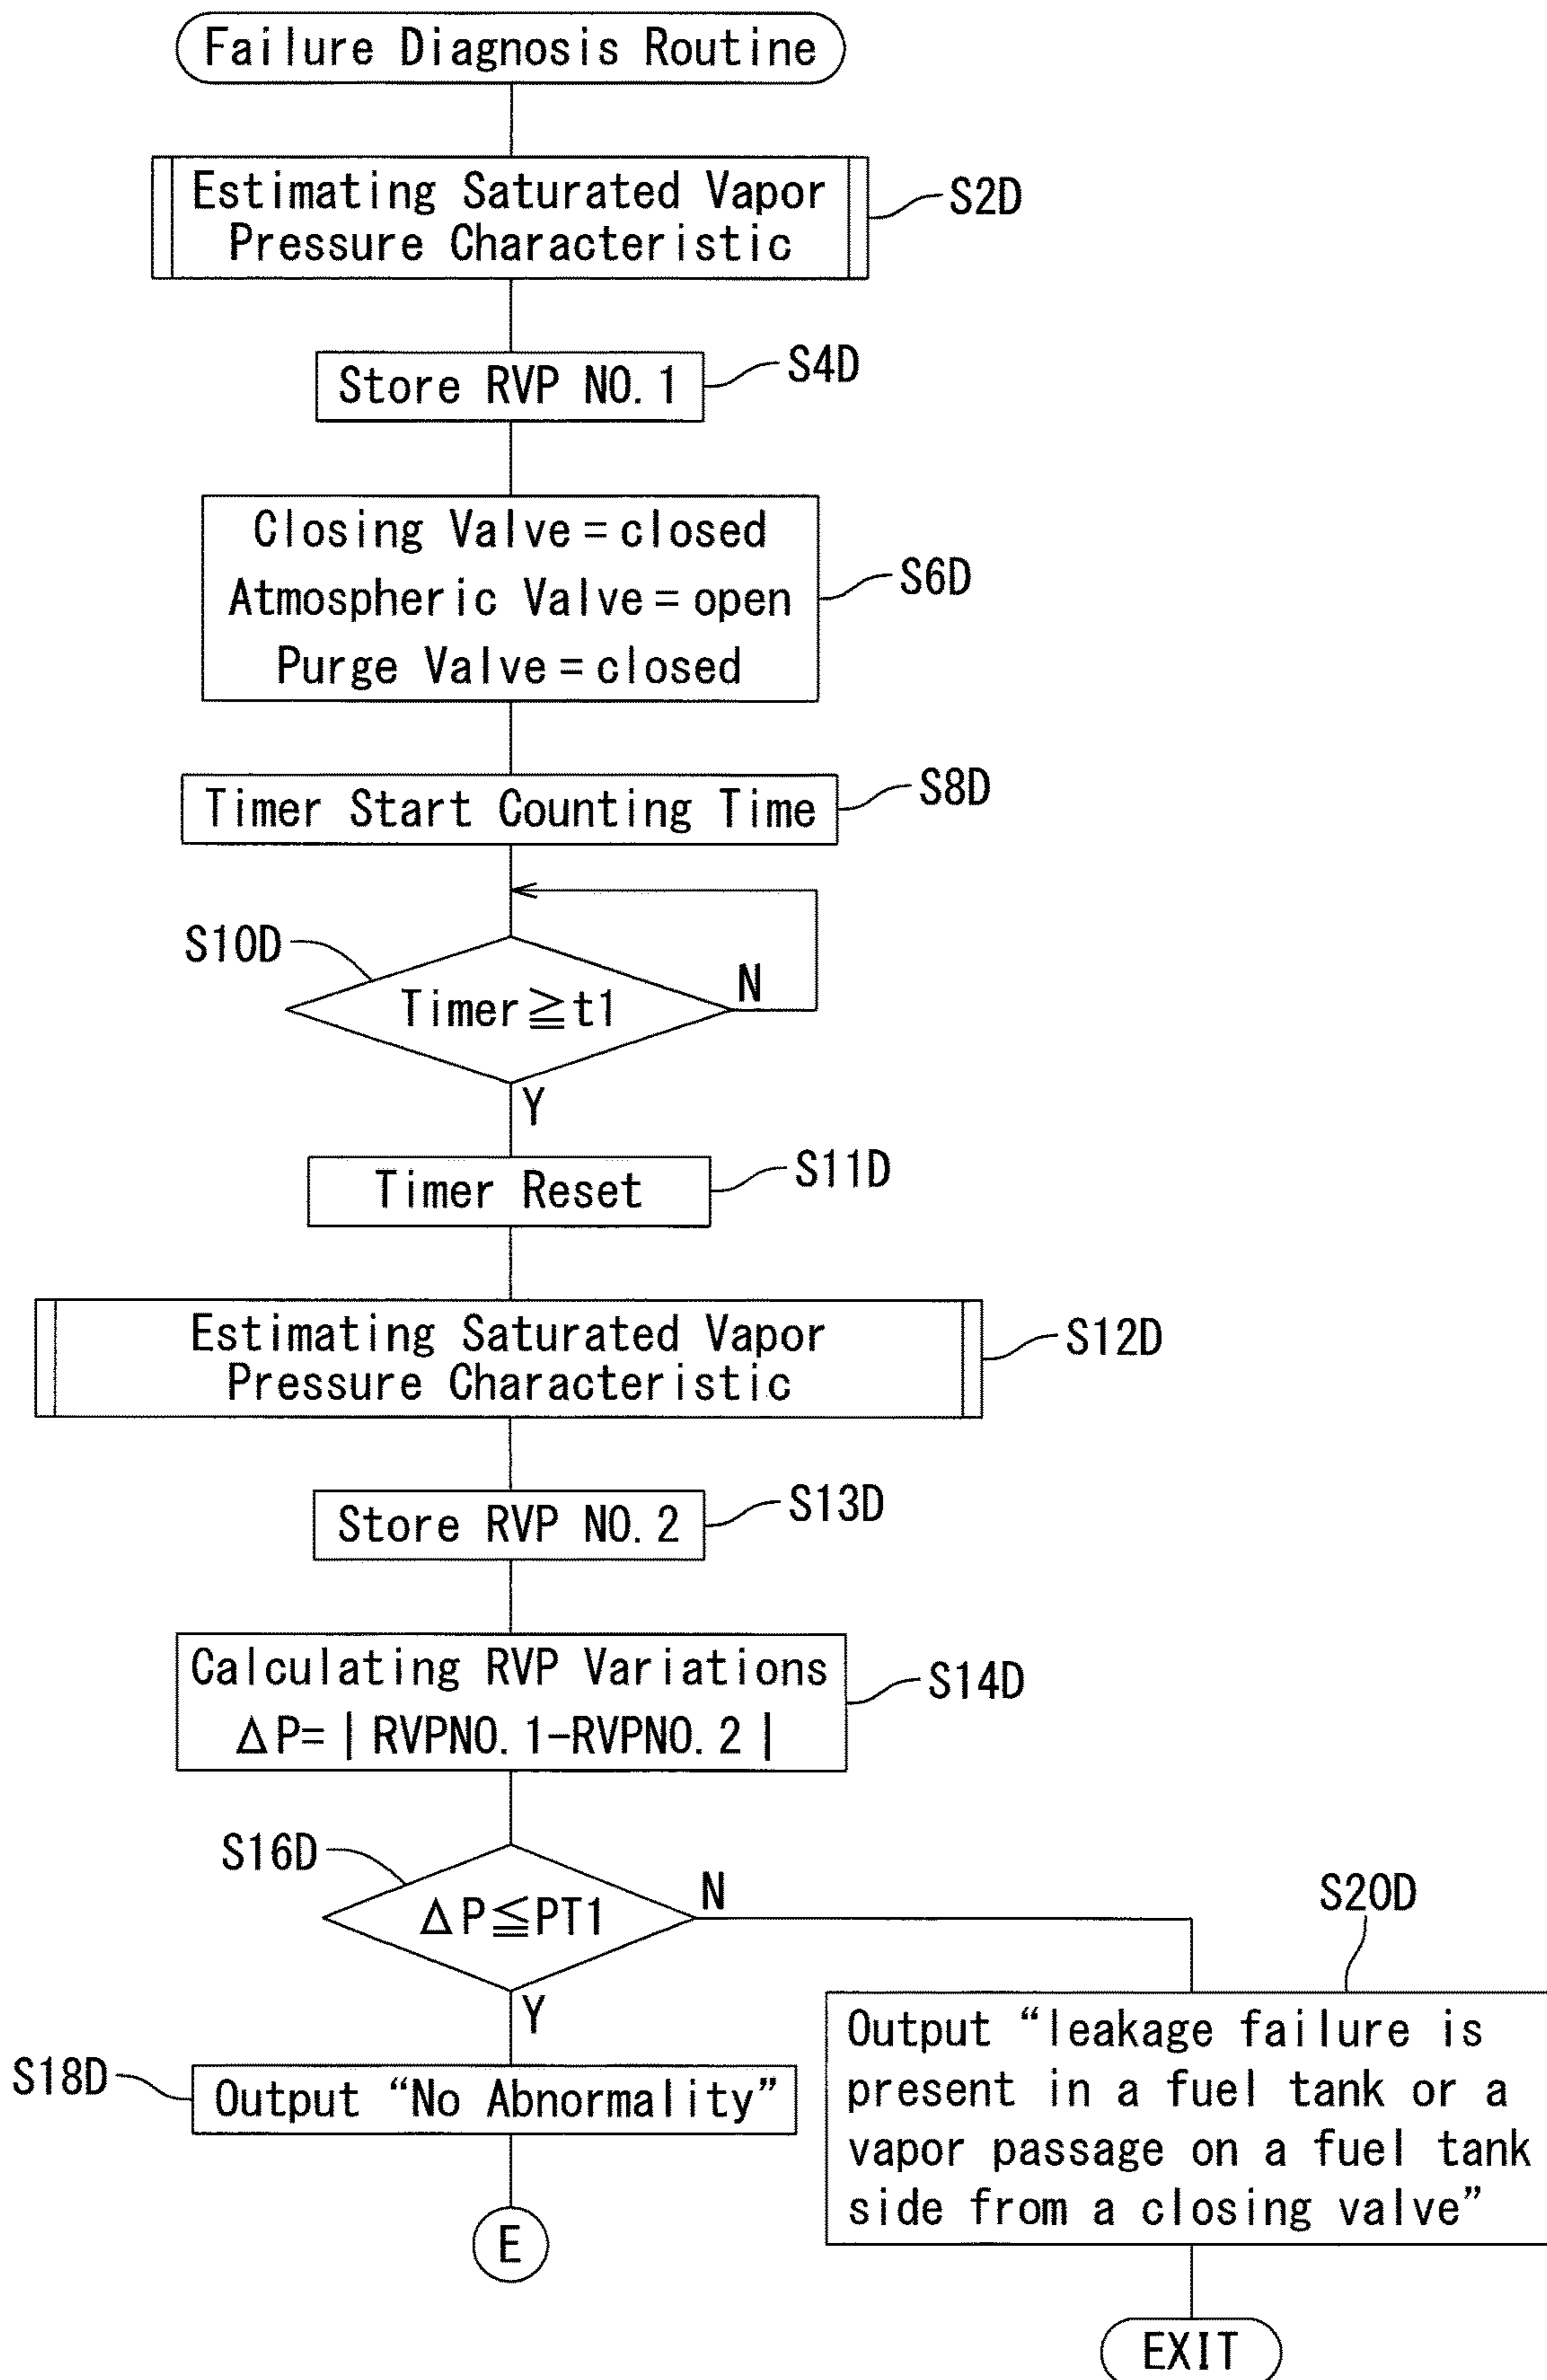 Failure Diagnosis Routine
Estimating Saturated Vapor
Pressure Characteristic
S2D
Store RVP NO.1
S4D
Closing Valve=closed
Atmospheric Valve=open
Purge Valve=closed
S6D
Timer Start Counting Time
S8D
S10D
Timer≧t1
N
Y
Timer Reset
S11D
Estimating Saturated Vapor
Pressure Characteristic
S12D
Store RVP NO.2
S13D
Calculating RVP Variations
ΔP=|RVPNO.1-RVPNO.2|
S14D
S16D
ΔP≦PT1
N
Y
S18D
Output “No Abnormality”
E
S20D
Output “leakage failure is
present in a fuel tank or a
vapor passage on a fuel tank
side from a closing valve”
EXIT